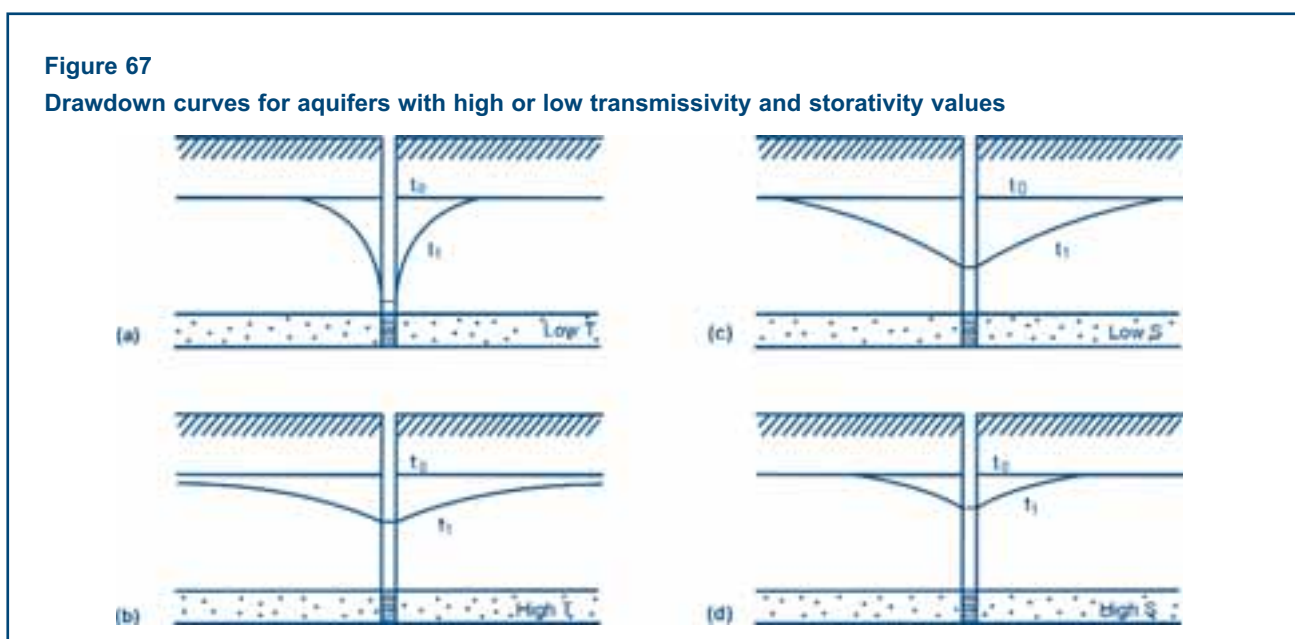 Figure 67
Drawdown curves for aquifers with high or low transmissivity and storativity values
t₀
t₁
(a)
Low T
t₀
t₁
(c)
Low S
t₀
t₁
(b)
High T
t₀
t₁
(d)
High S